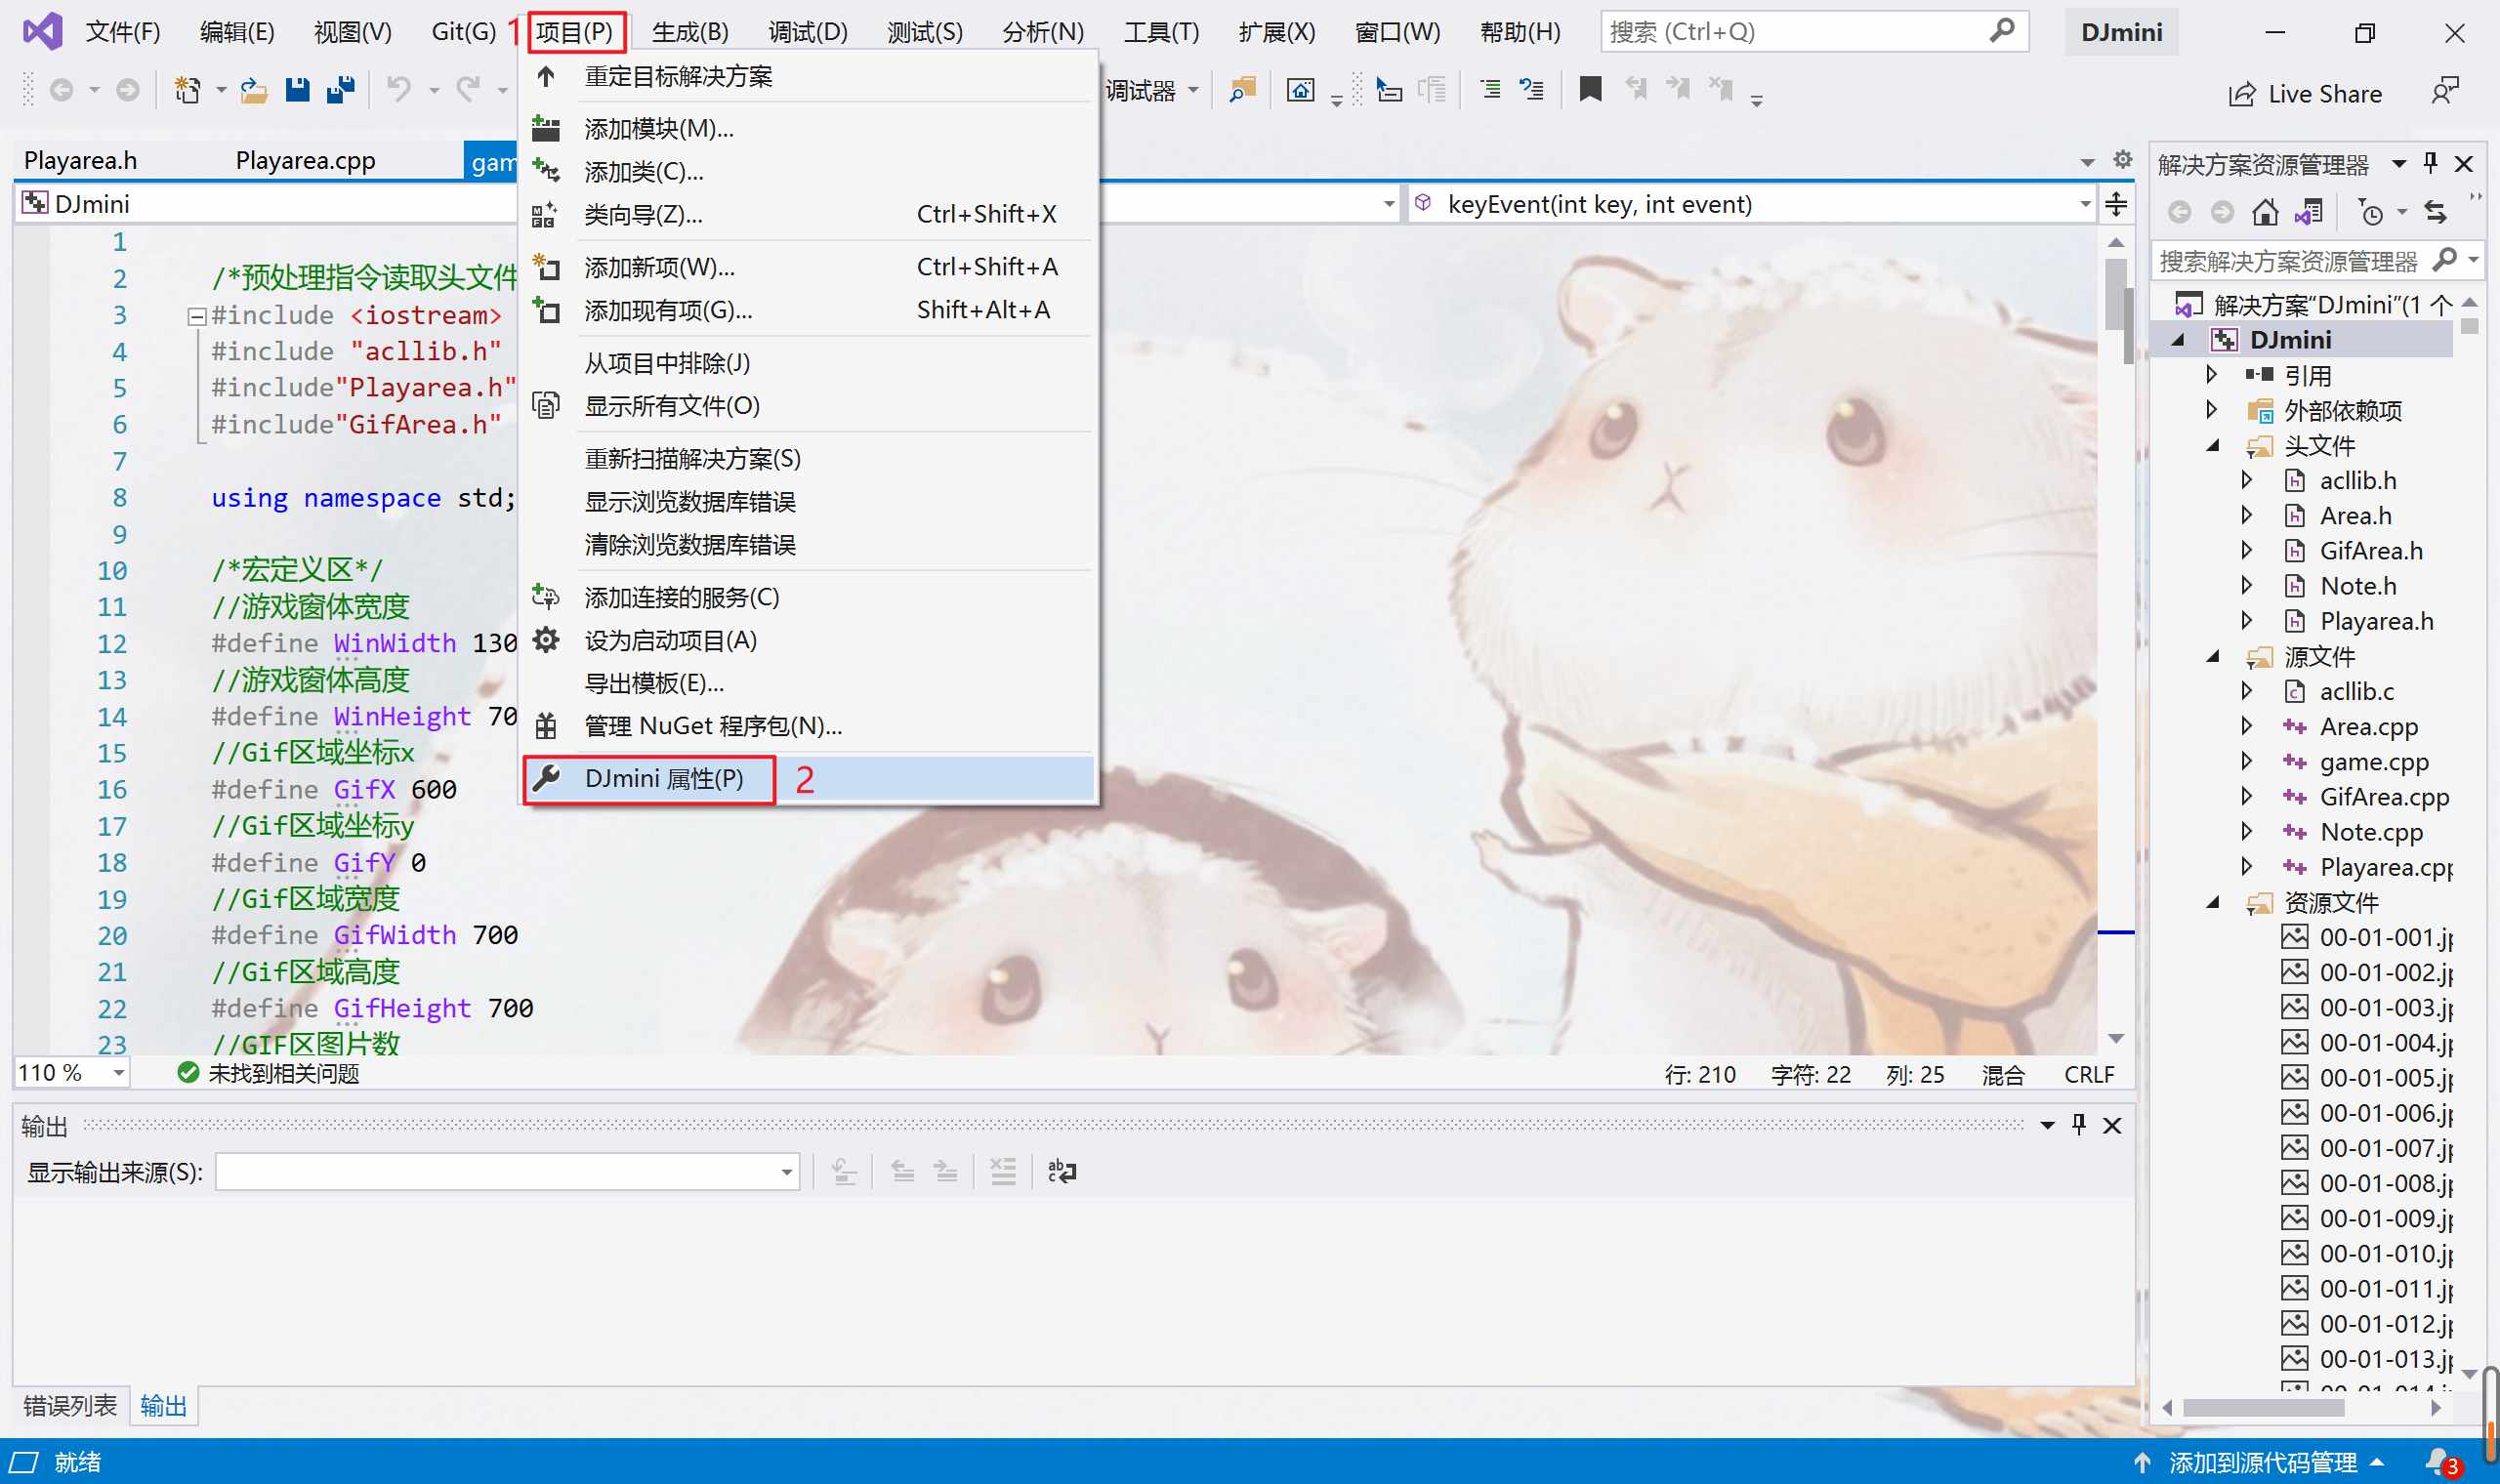 文件(F) 编辑(E) 视图(V) Git(G) 1 项目(P) 生成(B) 调试(D) 测试(S) 分析(N) 工具(T) 扩展(X) 窗口(W) 帮助(H) 搜索 (Ctrl+Q) DJmini
调试器 Live Share
重定目标解决方案
添加模块(M)...
添加类(C)...
类向导(Z)... Ctrl+Shift+X
添加新项(W)... Ctrl+Shift+A
添加现有项(G)... Shift+Alt+A
从项目中排除(J)
显示所有文件(O)
重新扫描解决方案(S)
显示浏览数据库错误
清除浏览数据库错误
添加连接的服务(C)
设为启动项目(A)
导出模板(E)...
管理 NuGet 程序包(N)...
DJmini 属性(P) 2
Playarea.h Playarea.cpp gam
DJmini keyEvent(int key, int event)
1
2 /*预处理指令读取头文件
3 #include <iostream>
4 #include "acllib.h"
5 #include"Playarea.h"
6 #include"GifArea.h"
7
8 using namespace std;
9
10 /*宏定义区*/
11 //游戏窗体宽度
12 #define WinWidth 130
13 //游戏窗体高度
14 #define WinHeight 70
15 //Gif区域坐标x
16 #define GifX 600
17 //Gif区域坐标y
18 #define GifY 0
19 //Gif区域宽度
20 #define GifWidth 700
21 //Gif区域高度
22 #define GifHeight 700
23 //GIF区图片数
110 % 未找到相关问题 行: 210 字符: 22 列: 25 混合 CRLF
输出
显示输出来源(S):
错误列表 输出
解决方案资源管理器
搜索解决方案资源管理器
解决方案“DJmini”(1 个
DJmini
引用
外部依赖项
头文件
acllib.h
Area.h
GifArea.h
Note.h
Playarea.h
源文件
acllib.c
Area.cpp
game.cpp
GifArea.cpp
Note.cpp
Playarea.cpp
资源文件
00-01-001.jp
00-01-002.jp
00-01-003.jp
00-01-004.jp
00-01-005.jp
00-01-006.jp
00-01-007.jp
00-01-008.jp
00-01-009.jp
00-01-010.jp
00-01-011.jp
00-01-012.jp
00-01-013.jp
就绪 添加到源代码管理 3